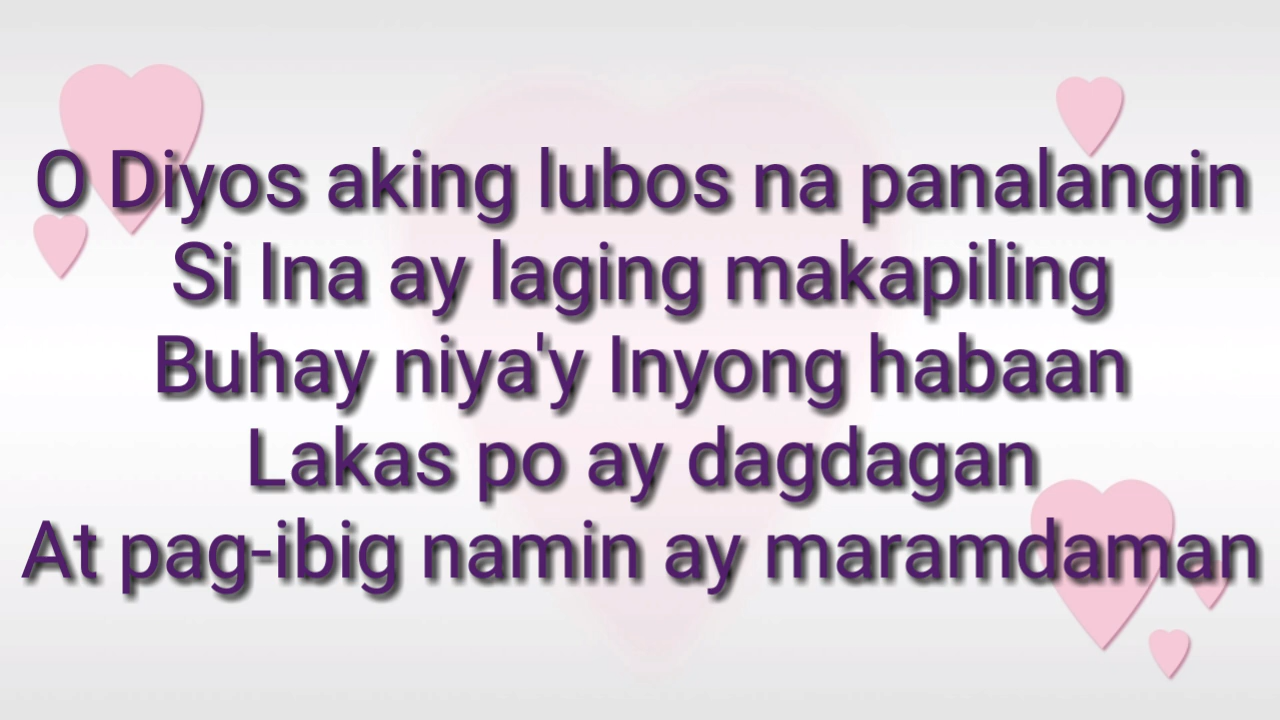 O Diyos aking lubos na panalangin
Si Ina ay laging makapiling
Buhay niya'y Inyong habaan
Lakas po ay dagdagan
At pag-ibig namin ay maramdaman